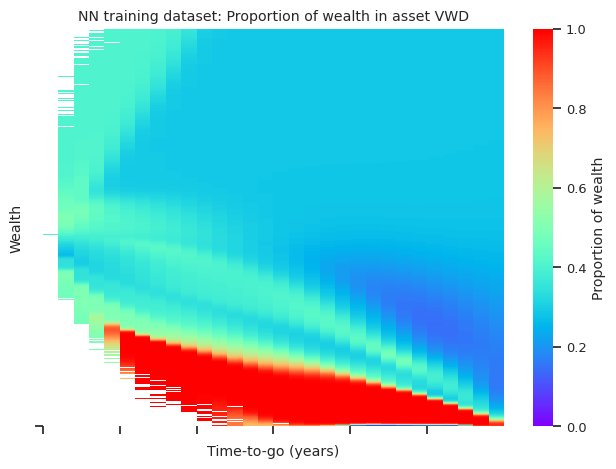 NN training dataset: Proportion of wealth in asset VWD
Wealth
Time-to-go (years)
1.0
0.8
0.6
0.4
0.2
0.0
Proportion of wealth